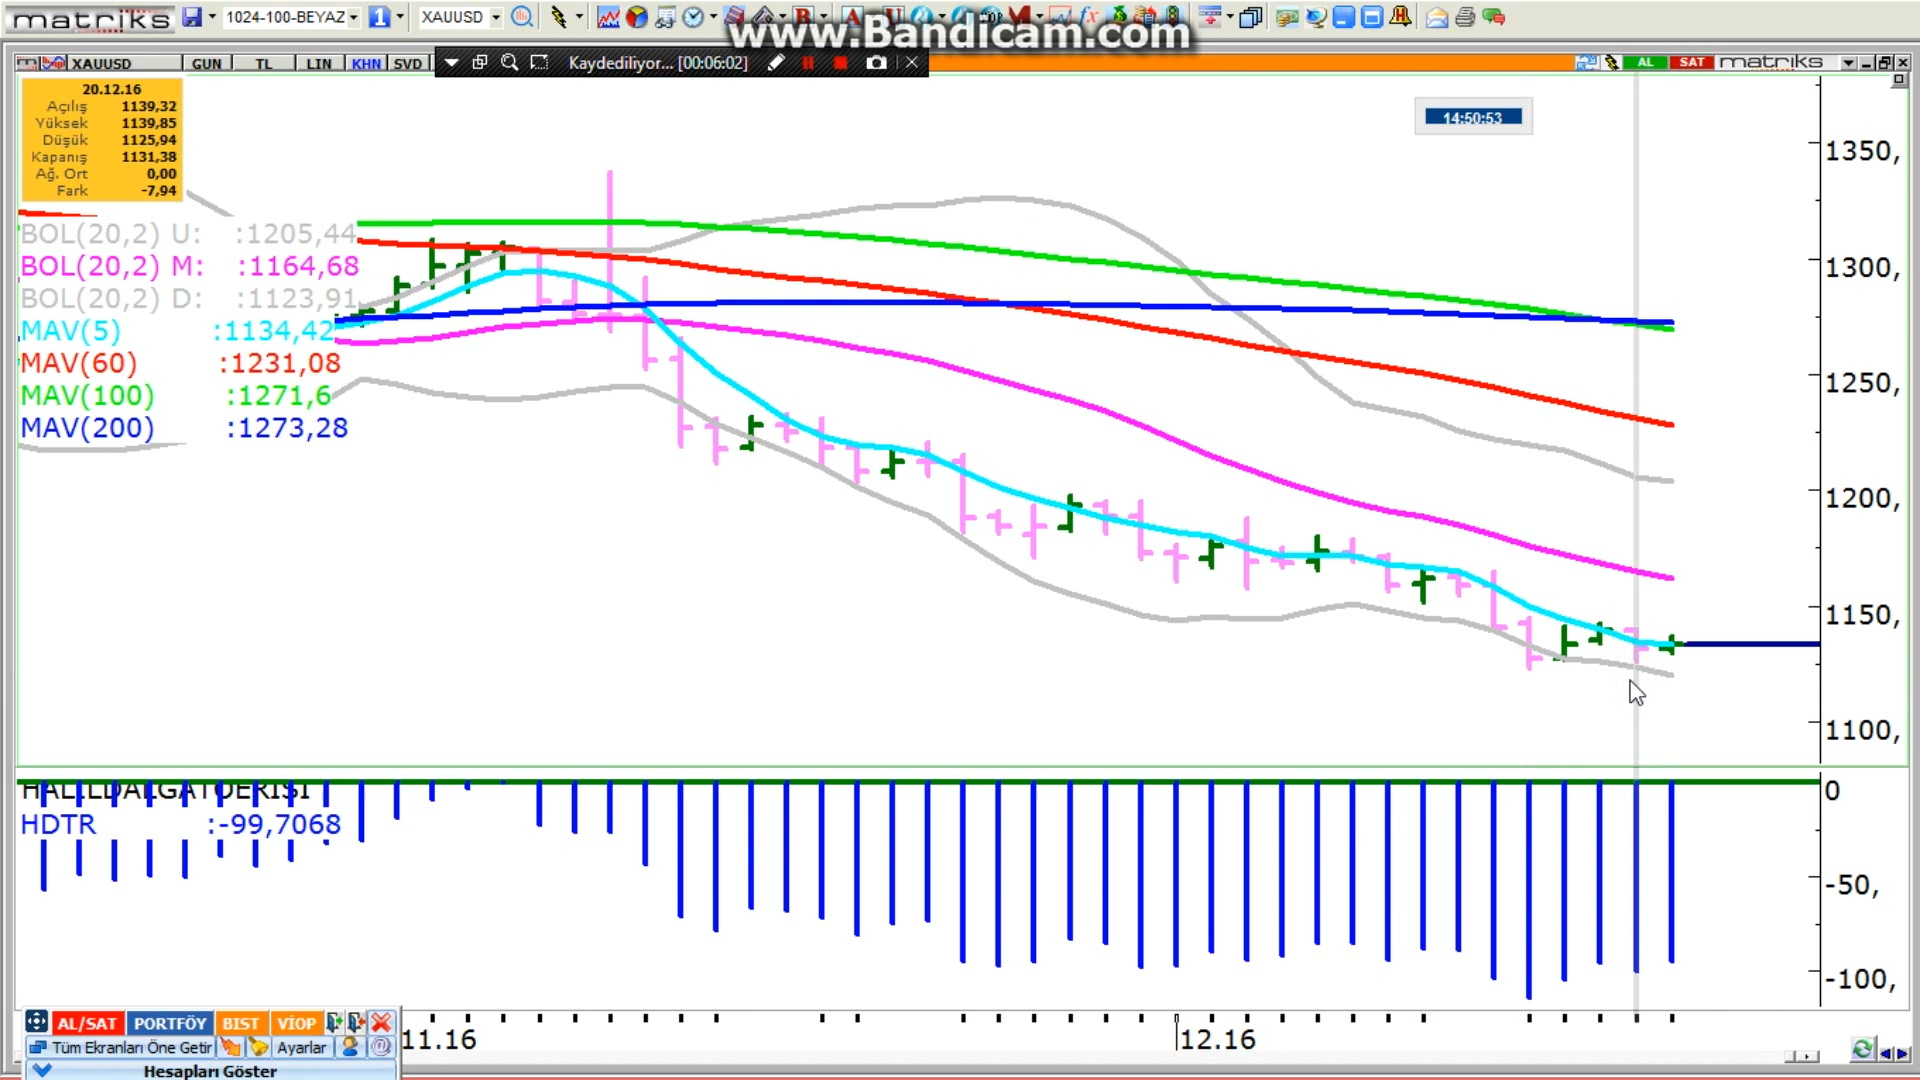 matriks 1024-100-BEYAZ 1 XAUUSD
www.Bandicam.com
XAUUSD GUN TL LIN KHN SVD Kaydediliyor... [00:06:02] AL SAT matriks
20.12.16
Açılış 1139,32
Yüksek 1139,85
Düşük 1125,94
Kapanış 1131,38
Ağ. Ort 0,00
Fark -7,94
14:50:53
BOL(20,2) U: :1205,44
BOL(20,2) M: :1164,68
BOL(20,2) D: :1123,91
MAV(5) :1134,42
MAV(60) :1231,08
MAV(100) :1271,6
MAV(200) :1273,28
1350,
1300,
1250,
1200,
1150,
1100,
HALILDALGATDERISI
HDTR :-99,7068
0
-50,
-100,
AL/SAT PORTFÖY BIST VİOP
11.16
12.16
Tüm Ekranları Öne Getir Ayarlar
Hesapları Göster